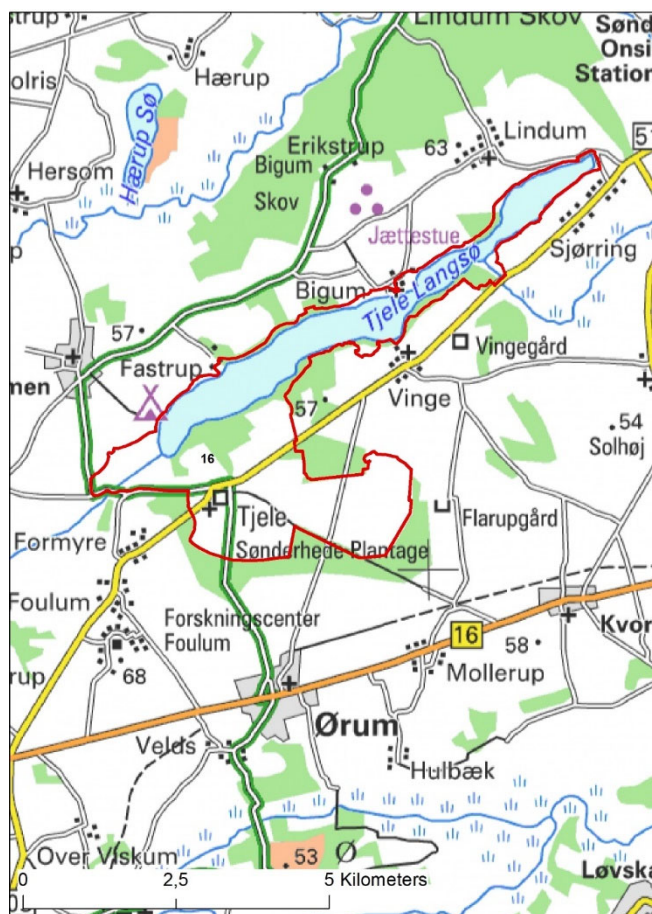 Lindum Skov
Sønd
Onsi
Station
strup
Hærup
olris
Hærup Sø
Erikstrup
63
Lindum
51
Bigum
Skov
Hersom
Jættestue
Sjørring
Bigum
Tjele Langsø
57
Vingegård
Fastrup
men
Vinge
57
54
Solhøj
16
Tjele
Flarupgård
Formyre
Sønderhede Plantage
Foulum
Forskningscenter
Foulum
16
Kvor
58
Mollerup
rup
68
Ørum
Velds
Hulbæk
Over Viskum
53
Ø
Løvska
0
2,5
5 Kilometers